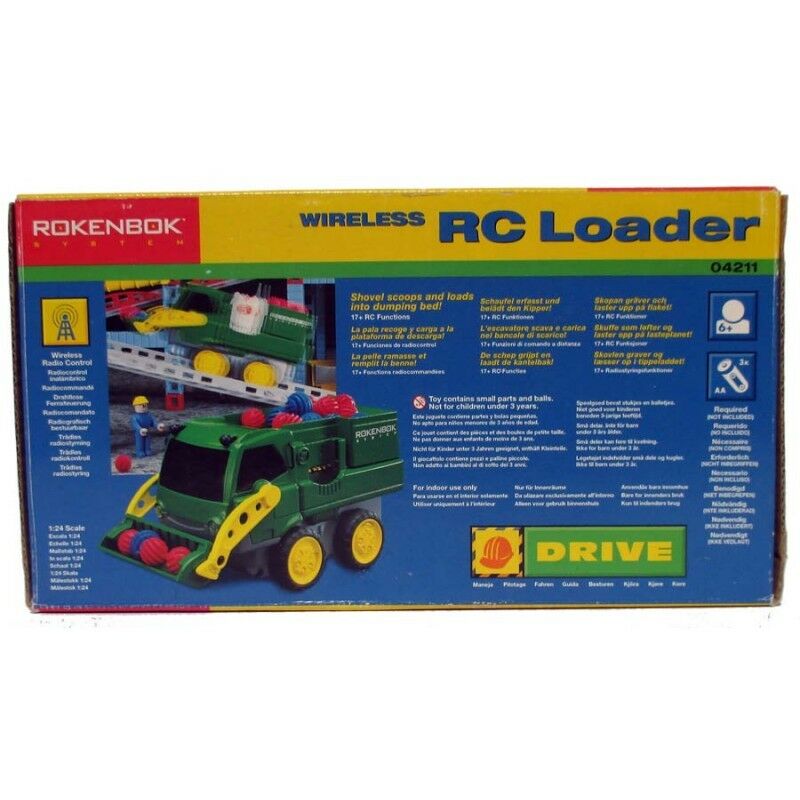 ROKENBOK
SYSTEM
WIRELESS RC Loader
04211
Wireless
Radio Control
Radiocontrol
inalámbrico
Radiocommandé
Drahtlose
Fernsteuerung
Radiocomandato
Radiografisch
bestuurbaar
Trådløs
radiostyring
Trådlös
radiokontroll
Trådløs
radiostyring
Shovel scoops and loads
into dumping bed!
17+ RC Functions
La pala recoge y carga a la
plataforma de descarga!
17+ Funciones de radiocontrol
La pelle ramasse et
remplit la benne!
17+ Fonctions radiocommandées
Schaufel erfasst und
belädt den Kipper!
17+ RC Funktionen
L'escavatore scava e carica
nel bancale di scarico!
17+ Funzioni di comando a distanza
De schep grijpt en
laadt de kantelbak!
17+ RC Functies
Skopan gräver och
laster upp på flaket!
17+ RC Funktioner
Skuffe som løfter og
laster opp på lasteplanet!
17+ RC Funksjoner
Skovlen graver og
læsser op i tippeladdet!
17+ Radiostyringsfunktioner
6+
3x
AA
Required
(NOT INCLUDED)
Requerido
(NO INCLUIDO)
Nécessaire
(NON COMPRIS)
Erforderlich
(NICHT INBEGRIFFEN)
Necessario
(NON INCLUSO)
Benodigd
(NIET INBEGREPEN)
Nödvändig
(INTE INKLUDERAD)
Nødvendig
(IKKE INKLUDERT)
Nødvendigt
(IKKE VEDLAGT)
Toy contains small parts and balls.
Not for children under 3 years.
Este juguete contiene partes y bolas pequeñas.
No apto para niños menores de 3 años de edad.
Ce jouet contient des pièces et des boules de petite taille.
Ne pas donner aux enfants de moins de 3 ans.
Nicht für Kinder unter 3 Jahren geeignet, enthält Kleinteile.
Il giocattolo contiene pezzi e palline piccolo.
Non adatto ai bambini al di sotto dei 3 anni.
Speelgoed bevat stukjes en balletjes.
Niet goed voor kinderen
beneden 3-jarige leeftijd.
Små delar, inte för barn
under 3 års ålder.
Små deler kan føre til kvelning.
Ikke for barn under 3 år.
Legetøjet indeholder små dele og kugler.
Ikke til børn under 3 år.
For indoor use only
Para usarse en el interior solamente
Utiliser uniquement à l'intérieur
Nur für Innenräume
Da utilizare esclusivamente all'interno
Alleen voor gebruik binnenshuis
Användes bara inomhus
Bare for innendørs bruk
Kun til indendørs brug
ROKENBOK
SYSTEM
1:24 Scale
Escala 1:24
Echelle 1:24
Maßstab 1:24
In scala 1:24
Schaal 1:24
1:24 Skala
Målestokk 1:24
Målestok 1:24
DRIVE
Maneje Pilotage Fahren Guida Besturen Köra Kjøre Køre